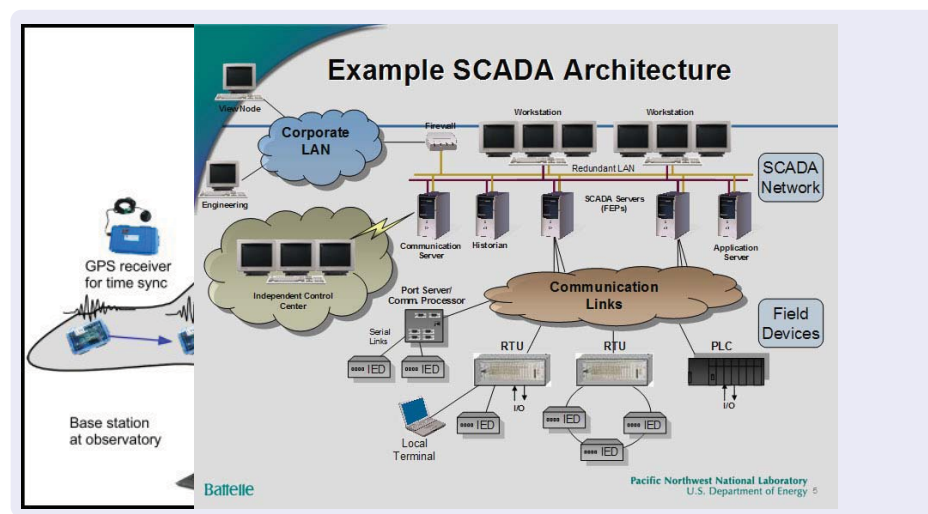 Example SCADA Architecture
View Node
Corporate
LAN
Firewall
Workstation
Workstation
Redundant LAN
SCADA
Network
Engineering
SCADA Servers
(FEPs)
Communication
Server
Historian
Application
Server
GPS receiver
for time sync
Independent Control
Center
Port Server/
Comm. Processor
Communication
Links
Field
Devices
Serial
Links
RTU
RTU
PLC
IED
IED
I/O
I/O
IED
IED
IED
IED
Local
Terminal
Base station
at observatory
Battelle
Pacific Northwest National Laboratory
U.S. Department of Energy 6